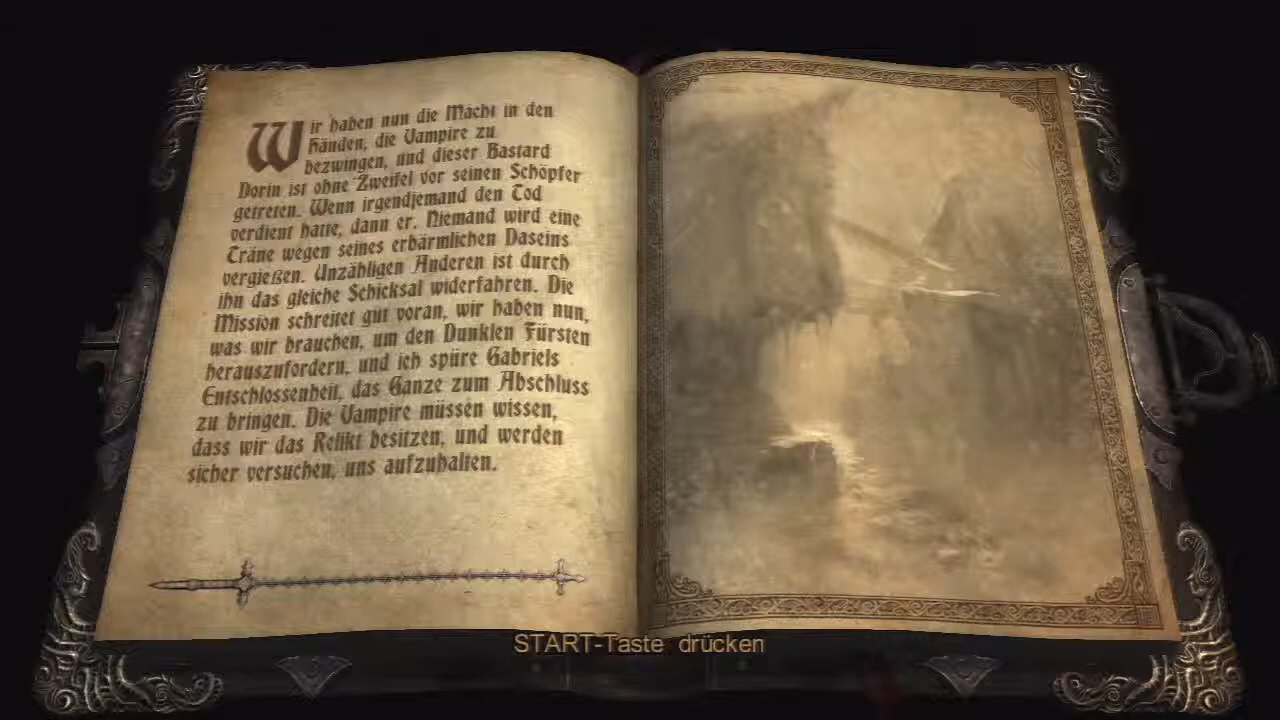 Wir haben nun die Macht in den
Händen, die Vampire zu
bezwingen, und dieser Bastard
Dorin ist ohne Zweifel vor seinen Schöpfer
getreten. Wenn irgendjemand den Tod
verdient hatte, dann er. Niemand wird eine
Träne wegen seines erbärmlichen Daseins
vergießen. Unzähligen Anderen ist durch
ihn das gleiche Schicksal widerfahren. Die
Mission schreitet gut voran, wir haben nun,
was wir brauchen, um den Dunklen Fürsten
herauszufordern, und ich spüre Gabriels
Entschlossenheit, das Ganze zum Abschluss
zu bringen. Die Vampire müssen wissen,
dass wir das Relikt besitzen, und werden
sicher versuchen, uns aufzuhalten.
START-Taste drücken